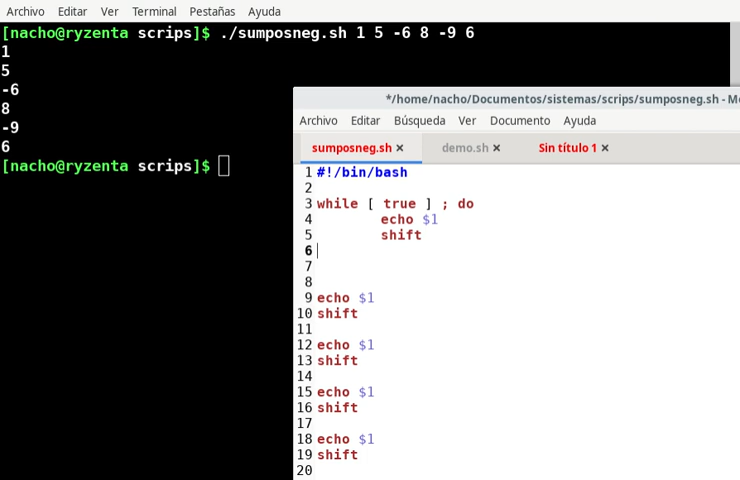 Archivo Editar Ver Terminal Pestañas Ayuda
[nacho@ryzenta scrips]$ ./sumposneg.sh 1 5 -6 8 -9 6
1
5
-6
8
-9
6
[nacho@ryzenta scrips]$
*/home/nacho/Documentos/sistemas/scrips/sumposneg.sh - Mo
Archivo Editar Búsqueda Ver Documento Ayuda
sumposneg.sh × demo.sh × Sin título 1 ×
1 #!/bin/bash
2
3 while [ true ] ; do
4 echo $1
5 shift
6
7
8
9 echo $1
10 shift
11
12 echo $1
13 shift
14
15 echo $1
16 shift
17
18 echo $1
19 shift
20